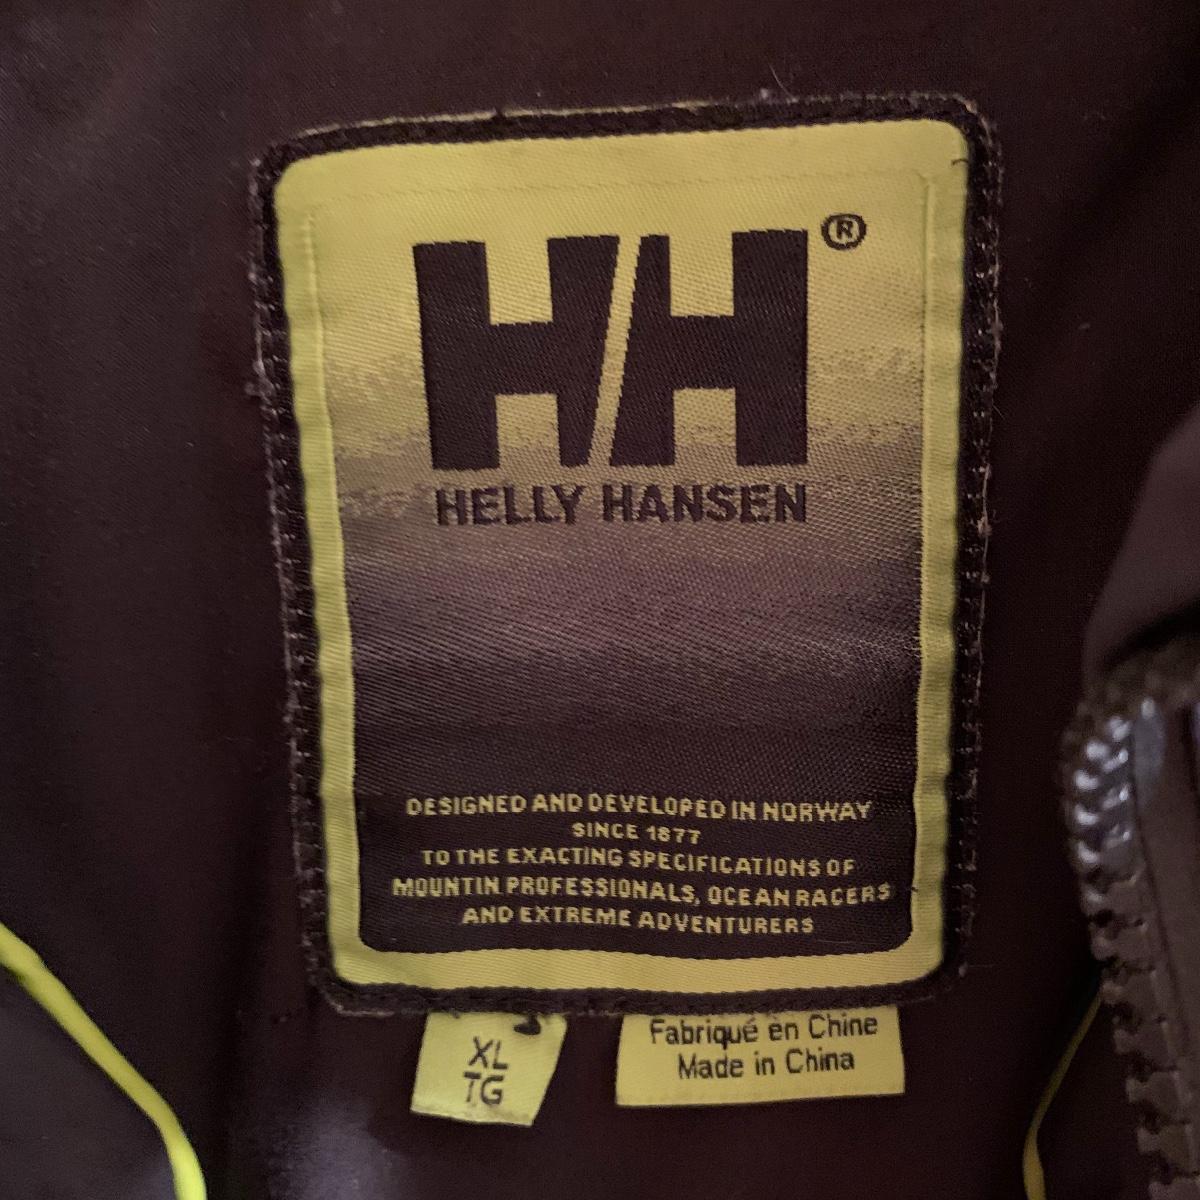 HH®
HELLY HANSEN
DESIGNED AND DEVELOPED IN NORWAY
SINCE 1877
TO THE EXACTING SPECIFICATIONS OF
MOUNTIN PROFESSIONALS, OCEAN RACERS
AND EXTREME ADVENTURERS
XL
TG
Fabriqué en Chine
Made in China